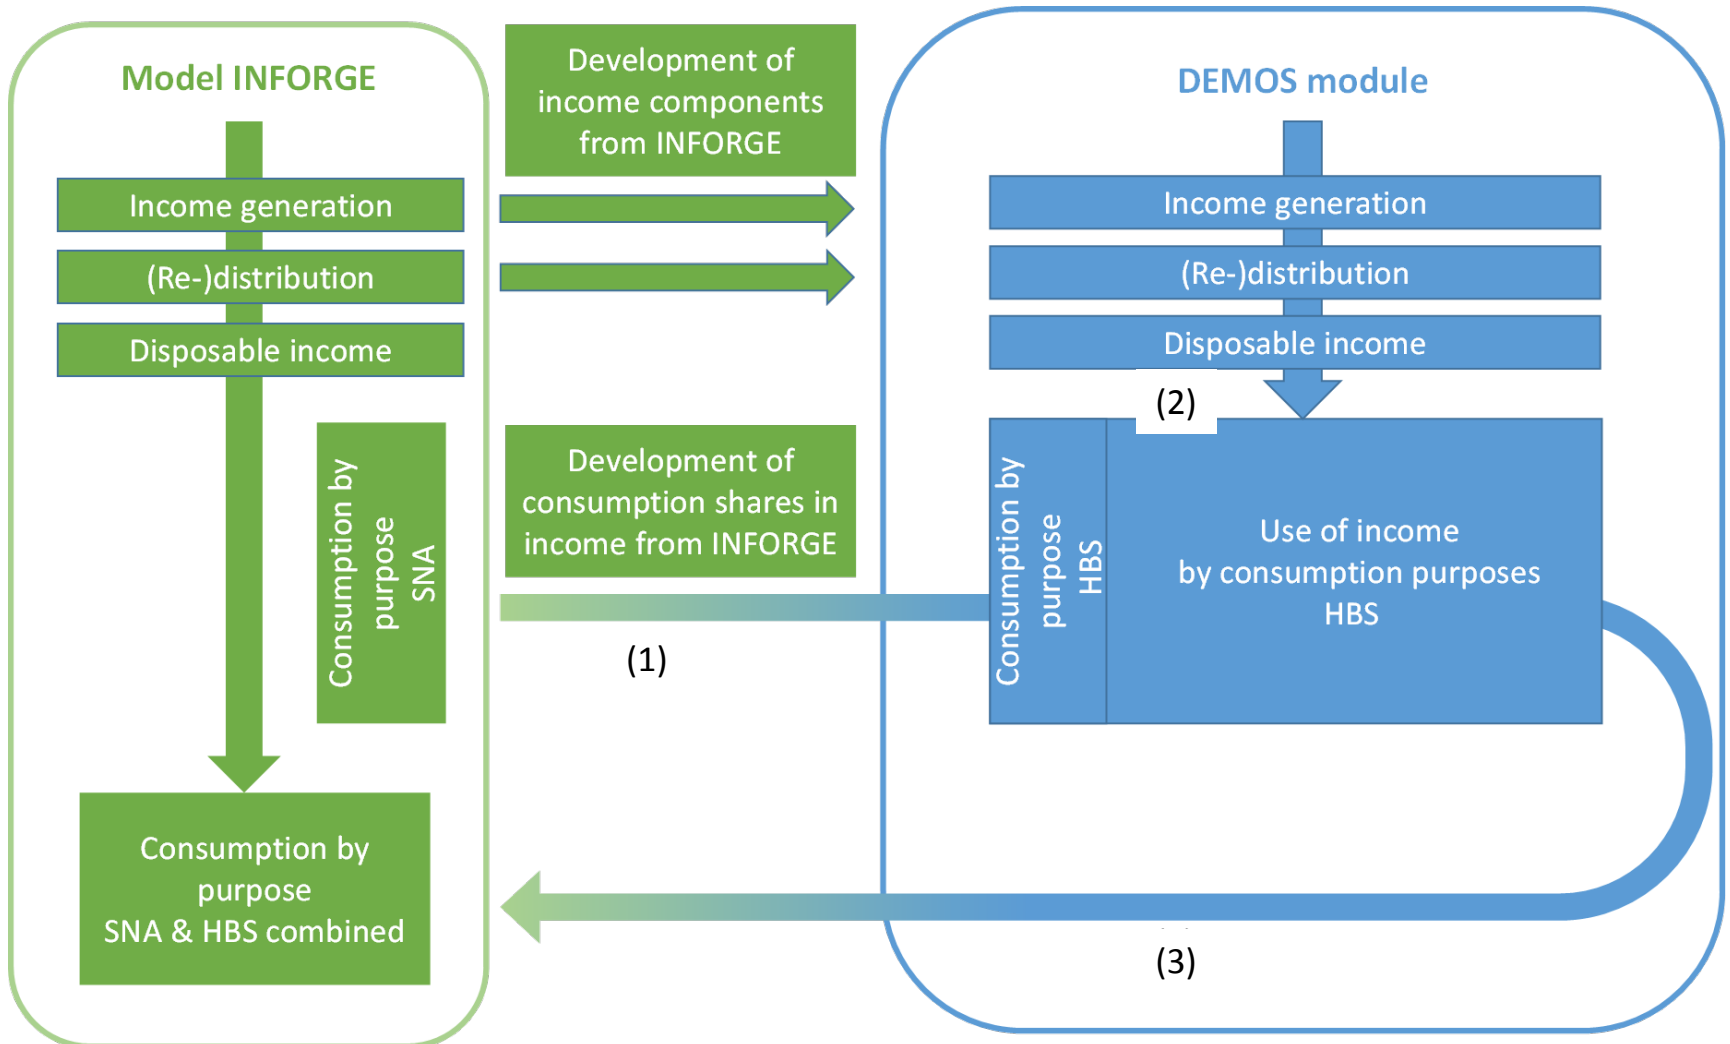 Model INFORGE
Income generation
(Re-)distribution
Disposable income
Consumption by
purpose
SNA
Consumption by
purpose
SNA & HBS combined
Development of
income components
from INFORGE
Development of
consumption shares in
income from INFORGE
(1)
DEMOS module
Income generation
(Re-)distribution
Disposable income
(2)
Consumption by
purpose
HBS
Use of income
by consumption purposes
HBS
(3)